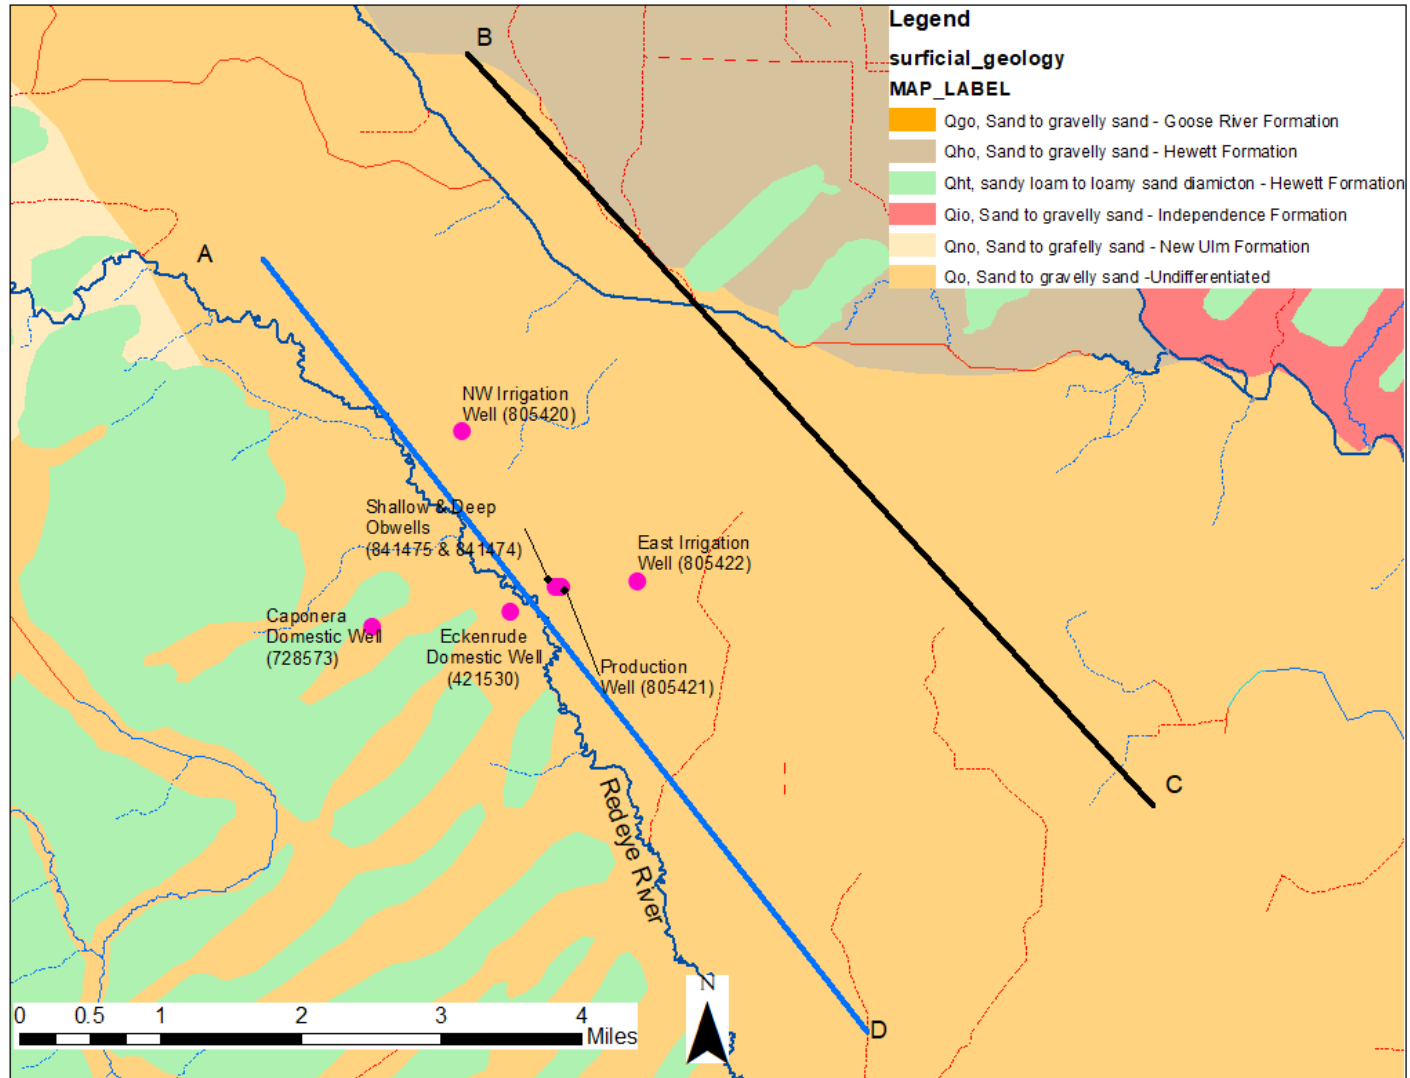 B
Legend
surficial_geology
MAP_LABEL
Qgo, Sand to gravelly sand - Goose River Formation
Qho, Sand to gravelly sand - Hewett Formation
Qht, sandy loam to loamy sand diamicton - Hewett Formation
Qio, Sand to gravelly sand - Independence Formation
Qno, Sand to grafelly sand - New Ulm Formation
Qo, Sand to gravelly sand -Undifferentiated
A
NW Irrigation
Well (805420)
Shallow & Deep
Obwells
(841475 & 841474)
East Irrigation
Well (805422)
Caponera
Domestic Well
(728573)
Eckenrude
Domestic Well
(421530)
Production
Well (805421)
C
Redeye River
N
D
0 0.5 1 2 3 4
Miles